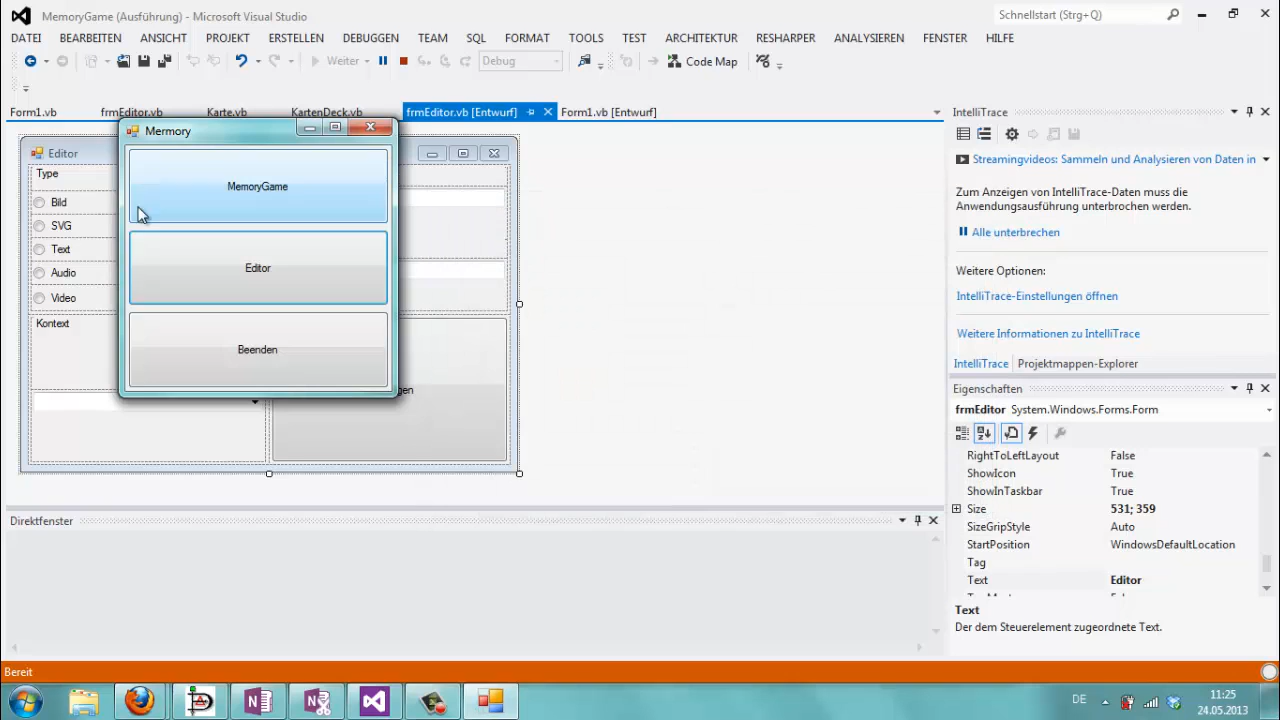 MemoryGame (Ausführung) - Microsoft Visual Studio
Schnellstart (Strg+Q)
DATEI BEARBEITEN ANSICHT PROJEKT ERSTELLEN DEBUGGEN TEAM SQL FORMAT TOOLS TEST ARCHITEKTUR RESHARPER ANALYSIEREN FENSTER HILFE
Weiter Debug Code Map
Form1.vb frmEditor.vb Karte.vb KartenDeck.vb frmEditor.vb [Entwurf] Form1.vb [Entwurf]
Memmory
MemoryGame
Editor
Beenden
Editor
Type
Bild
SVG
Text
Audio
Video
Kontext
gen
IntelliTrace
Streamingvideos: Sammeln und Analysieren von Daten in
Zum Anzeigen von IntelliTrace-Daten muss die
Anwendungsausführung unterbrochen werden.
Alle unterbrechen
Weitere Optionen:
IntelliTrace-Einstellungen öffnen
Weitere Informationen zu IntelliTrace
IntelliTrace Projektmappen-Explorer
Eigenschaften
frmEditor System.Windows.Forms.Form
RightToLeftLayout False
ShowIcon True
ShowInTaskbar True
Size 531; 359
SizeGripStyle Auto
StartPosition WindowsDefaultLocation
Tag
Text Editor
Text
Der dem Steuerelement zugeordnete Text.
Direktfenster
Bereit
DE
11:25
24.05.2013